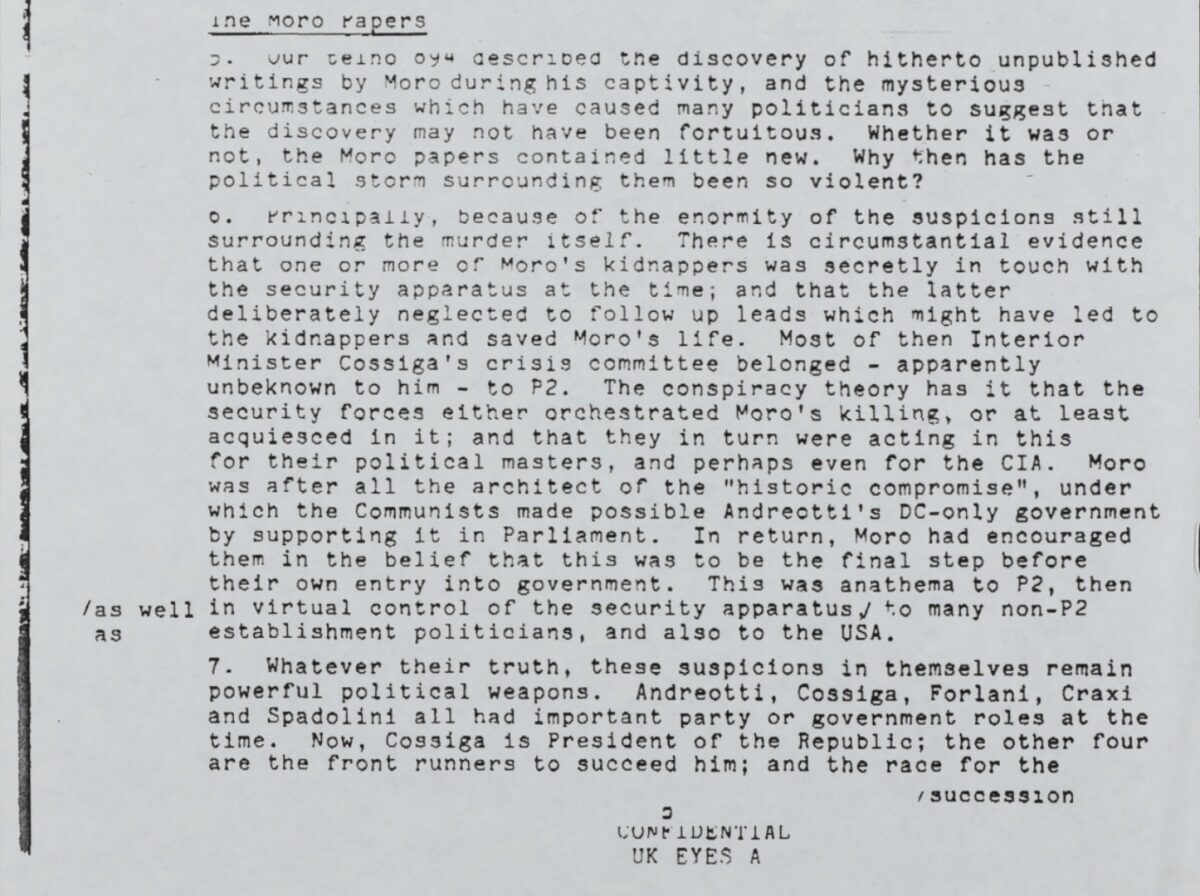 The Moro Papers
5. Our telno 894 described the discovery of hitherto unpublished
writings by Moro during his captivity, and the mysterious
circumstances which have caused many politicians to suggest that
the discovery may not have been fortuitous. Whether it was or
not, the Moro papers contained little new. Why then has the
political storm surrounding them been so violent?
6. Principally, because of the enormity of the suspicions still
surrounding the murder itself. There is circumstantial evidence
that one or more of Moro's kidnappers was secretly in touch with
the security apparatus at the time; and that the latter
deliberately neglected to follow up leads which might have led to
the kidnappers and saved Moro's life. Most of then Interior
Minister Cossiga's crisis committee belonged - apparently
unbeknown to him - to P2. The conspiracy theory has it that the
security forces either orchestrated Moro's killing, or at least
acquiesced in it; and that they in turn were acting in this
for their political masters, and perhaps even for the CIA. Moro
was after all the architect of the "historic compromise", under
which the Communists made possible Andreotti's DC-only government
by supporting it in Parliament. In return, Moro had encouraged
them in the belief that this was to be the final step before
their own entry into government. This was anathema to P2, then
/as well in virtual control of the security apparatus/ to many non-P2
as establishment politicians, and also to the USA.
7. Whatever their truth, these suspicions in themselves remain
powerful political weapons. Andreotti, Cossiga, Forlani, Craxi
and Spadolini all had important party or government roles at the
time. Now, Cossiga is President of the Republic; the other four
are the front runners to succeed him; and the race for the
/succession
CONFIDENTIAL
UK EYES A